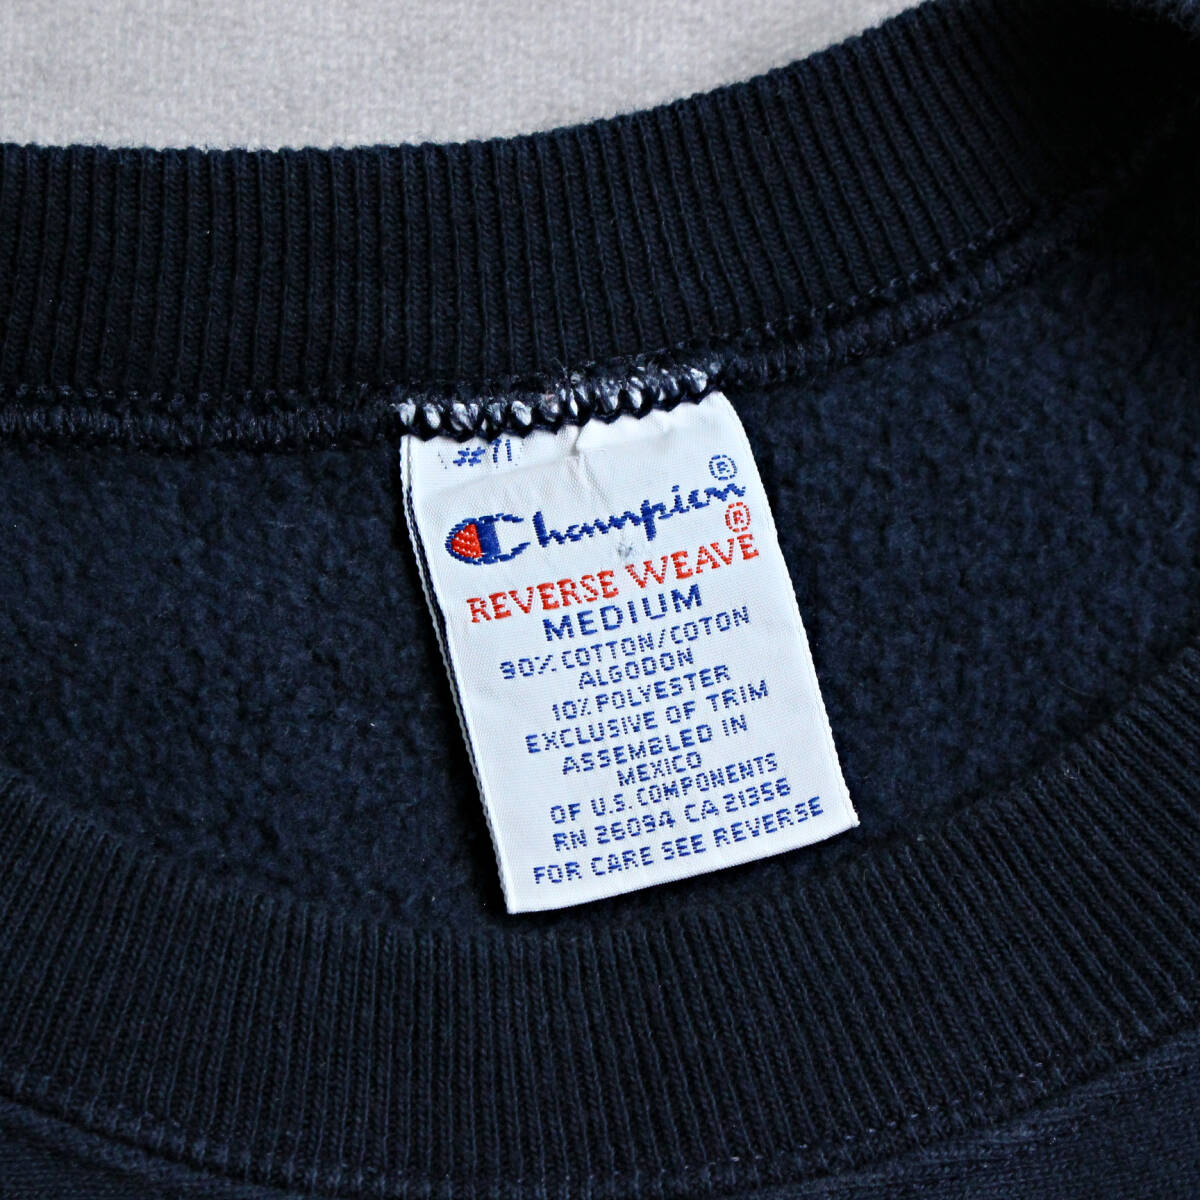 #71
Champion®
REVERSE WEAVE®
MEDIUM
90% COTTON/COTON
ALGODON
10% POLYESTER
EXCLUSIVE OF TRIM
ASSEMBLED IN
MEXICO
OF U.S. COMPONENTS
RN 26094 CA 21356
FOR CARE SEE REVERSE